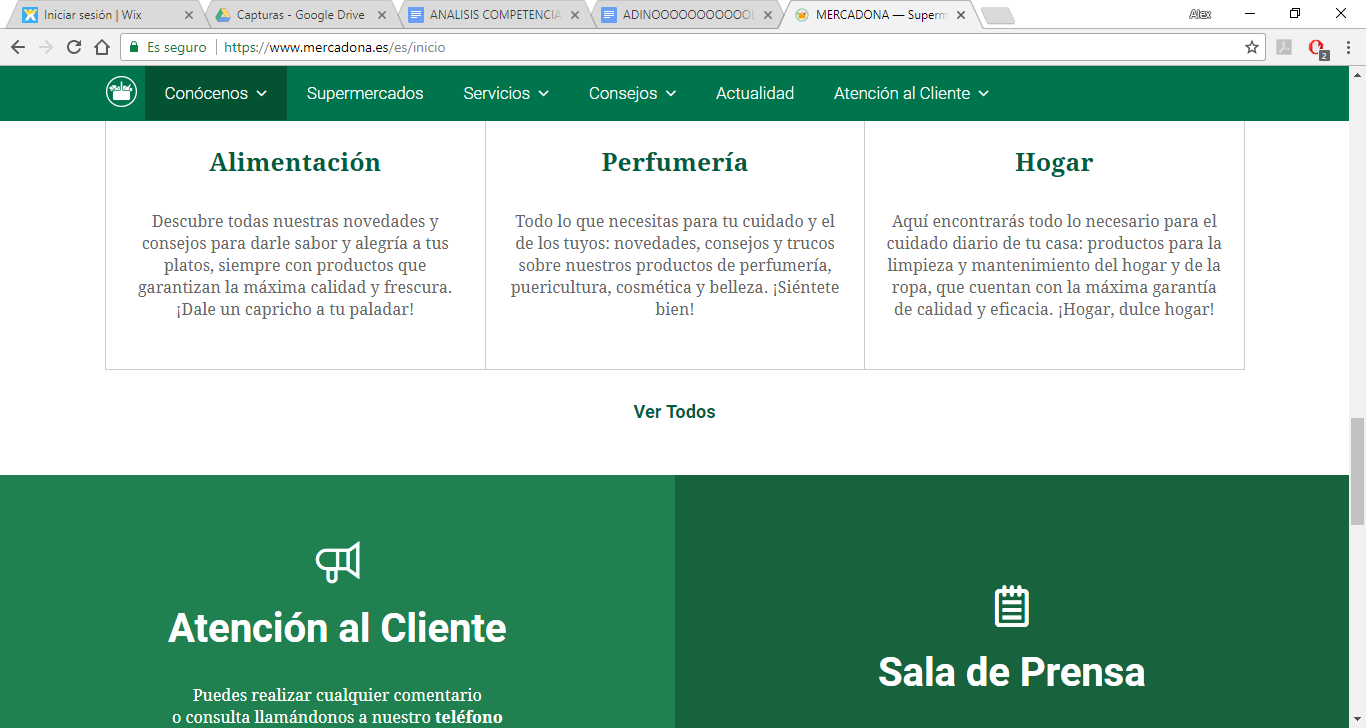 Iniciar sesión | Wix
Capturas - Google Drive
ANALISIS COMPETENCIA
ADINOOOOOOOOOOO
MERCADONA — Superm
Alex
Es seguro
https://www.mercadona.es/es/inicio
2
Conócenos
Supermercados
Servicios
Consejos
Actualidad
Atención al Cliente
Alimentación
Descubre todas nuestras novedades y
consejos para darle sabor y alegría a tus
platos, siempre con productos que
garantizan la máxima calidad y frescura.
¡Dale un capricho a tu paladar!
Perfumería
Todo lo que necesitas para tu cuidado y el
de los tuyos: novedades, consejos y trucos
sobre nuestros productos de perfumería,
puericultura, cosmética y belleza. ¡Siéntete
bien!
Hogar
Aquí encontrarás todo lo necesario para el
cuidado diario de tu casa: productos para la
limpieza y mantenimiento del hogar y de la
ropa, que cuentan con la máxima garantía
de calidad y eficacia. ¡Hogar, dulce hogar!
Ver Todos
Atención al Cliente
Puedes realizar cualquier comentario
o consulta llamándonos a nuestro teléfono
Sala de Prensa